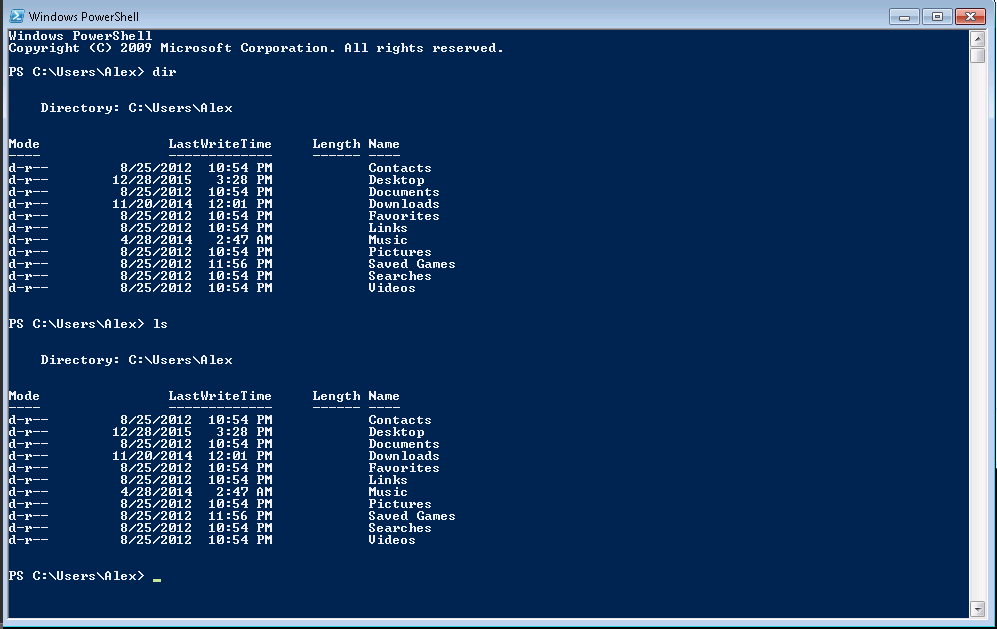 Windows PowerShell
Windows PowerShell
Copyright (C) 2009 Microsoft Corporation. All rights reserved.
PS C:\Users\Alex> dir
    Directory: C:\Users\Alex
Mode                LastWriteTime     Length Name
----                -------------     ------ ----
d-r--         8/25/2012  10:54 PM            Contacts
d-r--        12/28/2015   3:28 PM            Desktop
d-r--         8/25/2012  10:54 PM            Documents
d-r--        11/20/2014  12:01 PM            Downloads
d-r--         8/25/2012  10:54 PM            Favorites
d-r--         8/25/2012  10:54 PM            Links
d-r--         4/28/2014   2:47 AM            Music
d-r--         8/25/2012  10:54 PM            Pictures
d-r--         8/25/2012  11:56 PM            Saved Games
d-r--         8/25/2012  10:54 PM            Searches
d-r--         8/25/2012  10:54 PM            Videos
PS C:\Users\Alex> ls
    Directory: C:\Users\Alex
Mode                LastWriteTime     Length Name
----                -------------     ------ ----
d-r--         8/25/2012  10:54 PM            Contacts
d-r--        12/28/2015   3:28 PM            Desktop
d-r--         8/25/2012  10:54 PM            Documents
d-r--        11/20/2014  12:01 PM            Downloads
d-r--         8/25/2012  10:54 PM            Favorites
d-r--         8/25/2012  10:54 PM            Links
d-r--         4/28/2014   2:47 AM            Music
d-r--         8/25/2012  10:54 PM            Pictures
d-r--         8/25/2012  11:56 PM            Saved Games
d-r--         8/25/2012  10:54 PM            Searches
d-r--         8/25/2012  10:54 PM            Videos
PS C:\Users\Alex> _